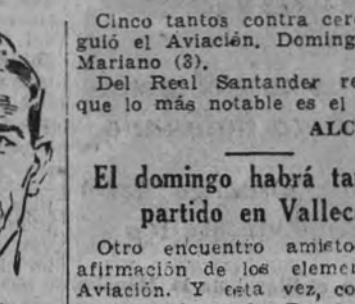 Cinco tantos contra cer
guió el Aviación. Doming
Mariano (3).
Del Real Santander re
que lo más notable es el
ALC
El domingo habrá ta
partido en Vallec
Otro encuentro amisto
afirmación de los elemen
Aviación. Y esta vez, co